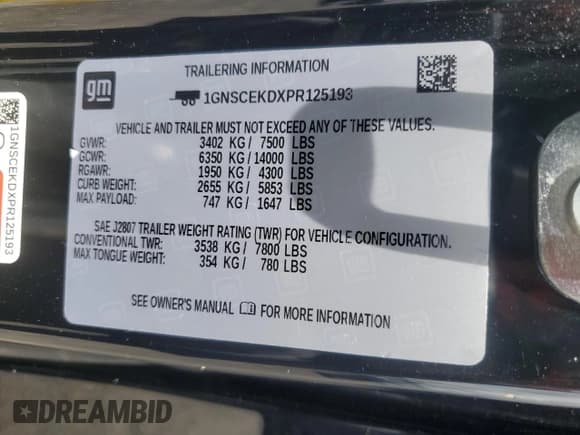 gm
TRAILERING INFORMATION
1GNSCEKDXPR125193
VEHICLE AND TRAILER MUST NOT EXCEED ANY OF THESE VALUES.
GVWR: 3402 KG / 7500 LBS
GCWR: 6350 KG / 14000 LBS
RGAWR: 1950 KG / 4300 LBS
CURB WEIGHT: 2655 KG / 5853 LBS
MAX PAYLOAD: 747 KG / 1647 LBS
SAE J2807 TRAILER WEIGHT RATING (TWR) FOR VEHICLE CONFIGURATION.
CONVENTIONAL TWR: 3538 KG / 7800 LBS
MAX TONGUE WEIGHT: 354 KG / 780 LBS
SEE OWNER'S MANUAL FOR MORE INFORMATION
1GNSCEKDXPR125193
DREAMBID